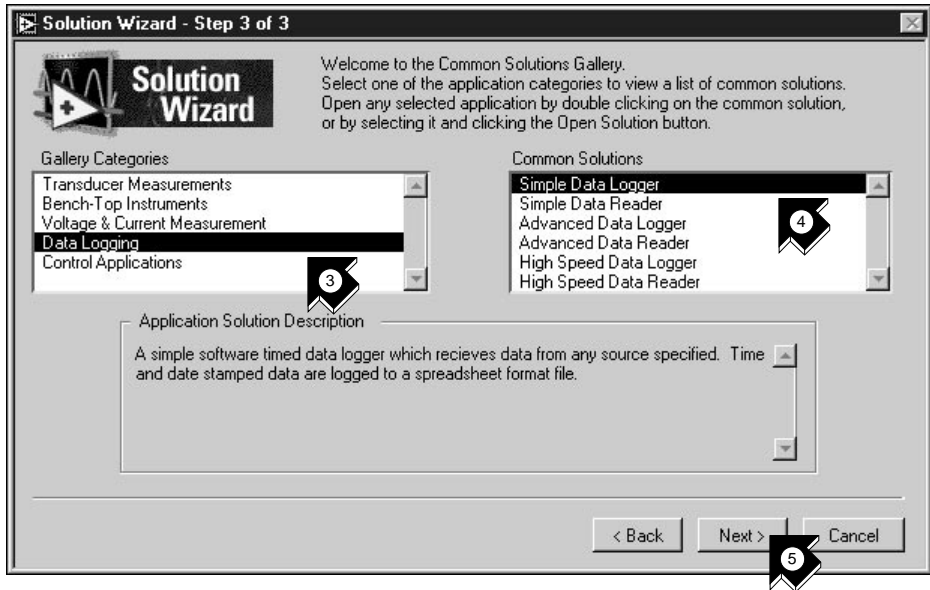 Solution Wizard - Step 3 of 3
Solution
Wizard
Welcome to the Common Solutions Gallery.
Select one of the application categories to view a list of common solutions.
Open any selected application by double clicking on the common solution,
or by selecting it and clicking the Open Solution button.
Gallery Categories
Transducer Measurements
Bench-Top Instruments
Voltage & Current Measurement
Data Logging
Control Applications
3
Common Solutions
Simple Data Logger
Simple Data Reader
Advanced Data Logger
Advanced Data Reader
High Speed Data Logger
High Speed Data Reader
4
Application Solution Description
A simple software timed data logger which recieves data from any source specified. Time
and date stamped data are logged to a spreadsheet format file.
< Back
Next >
Cancel
5